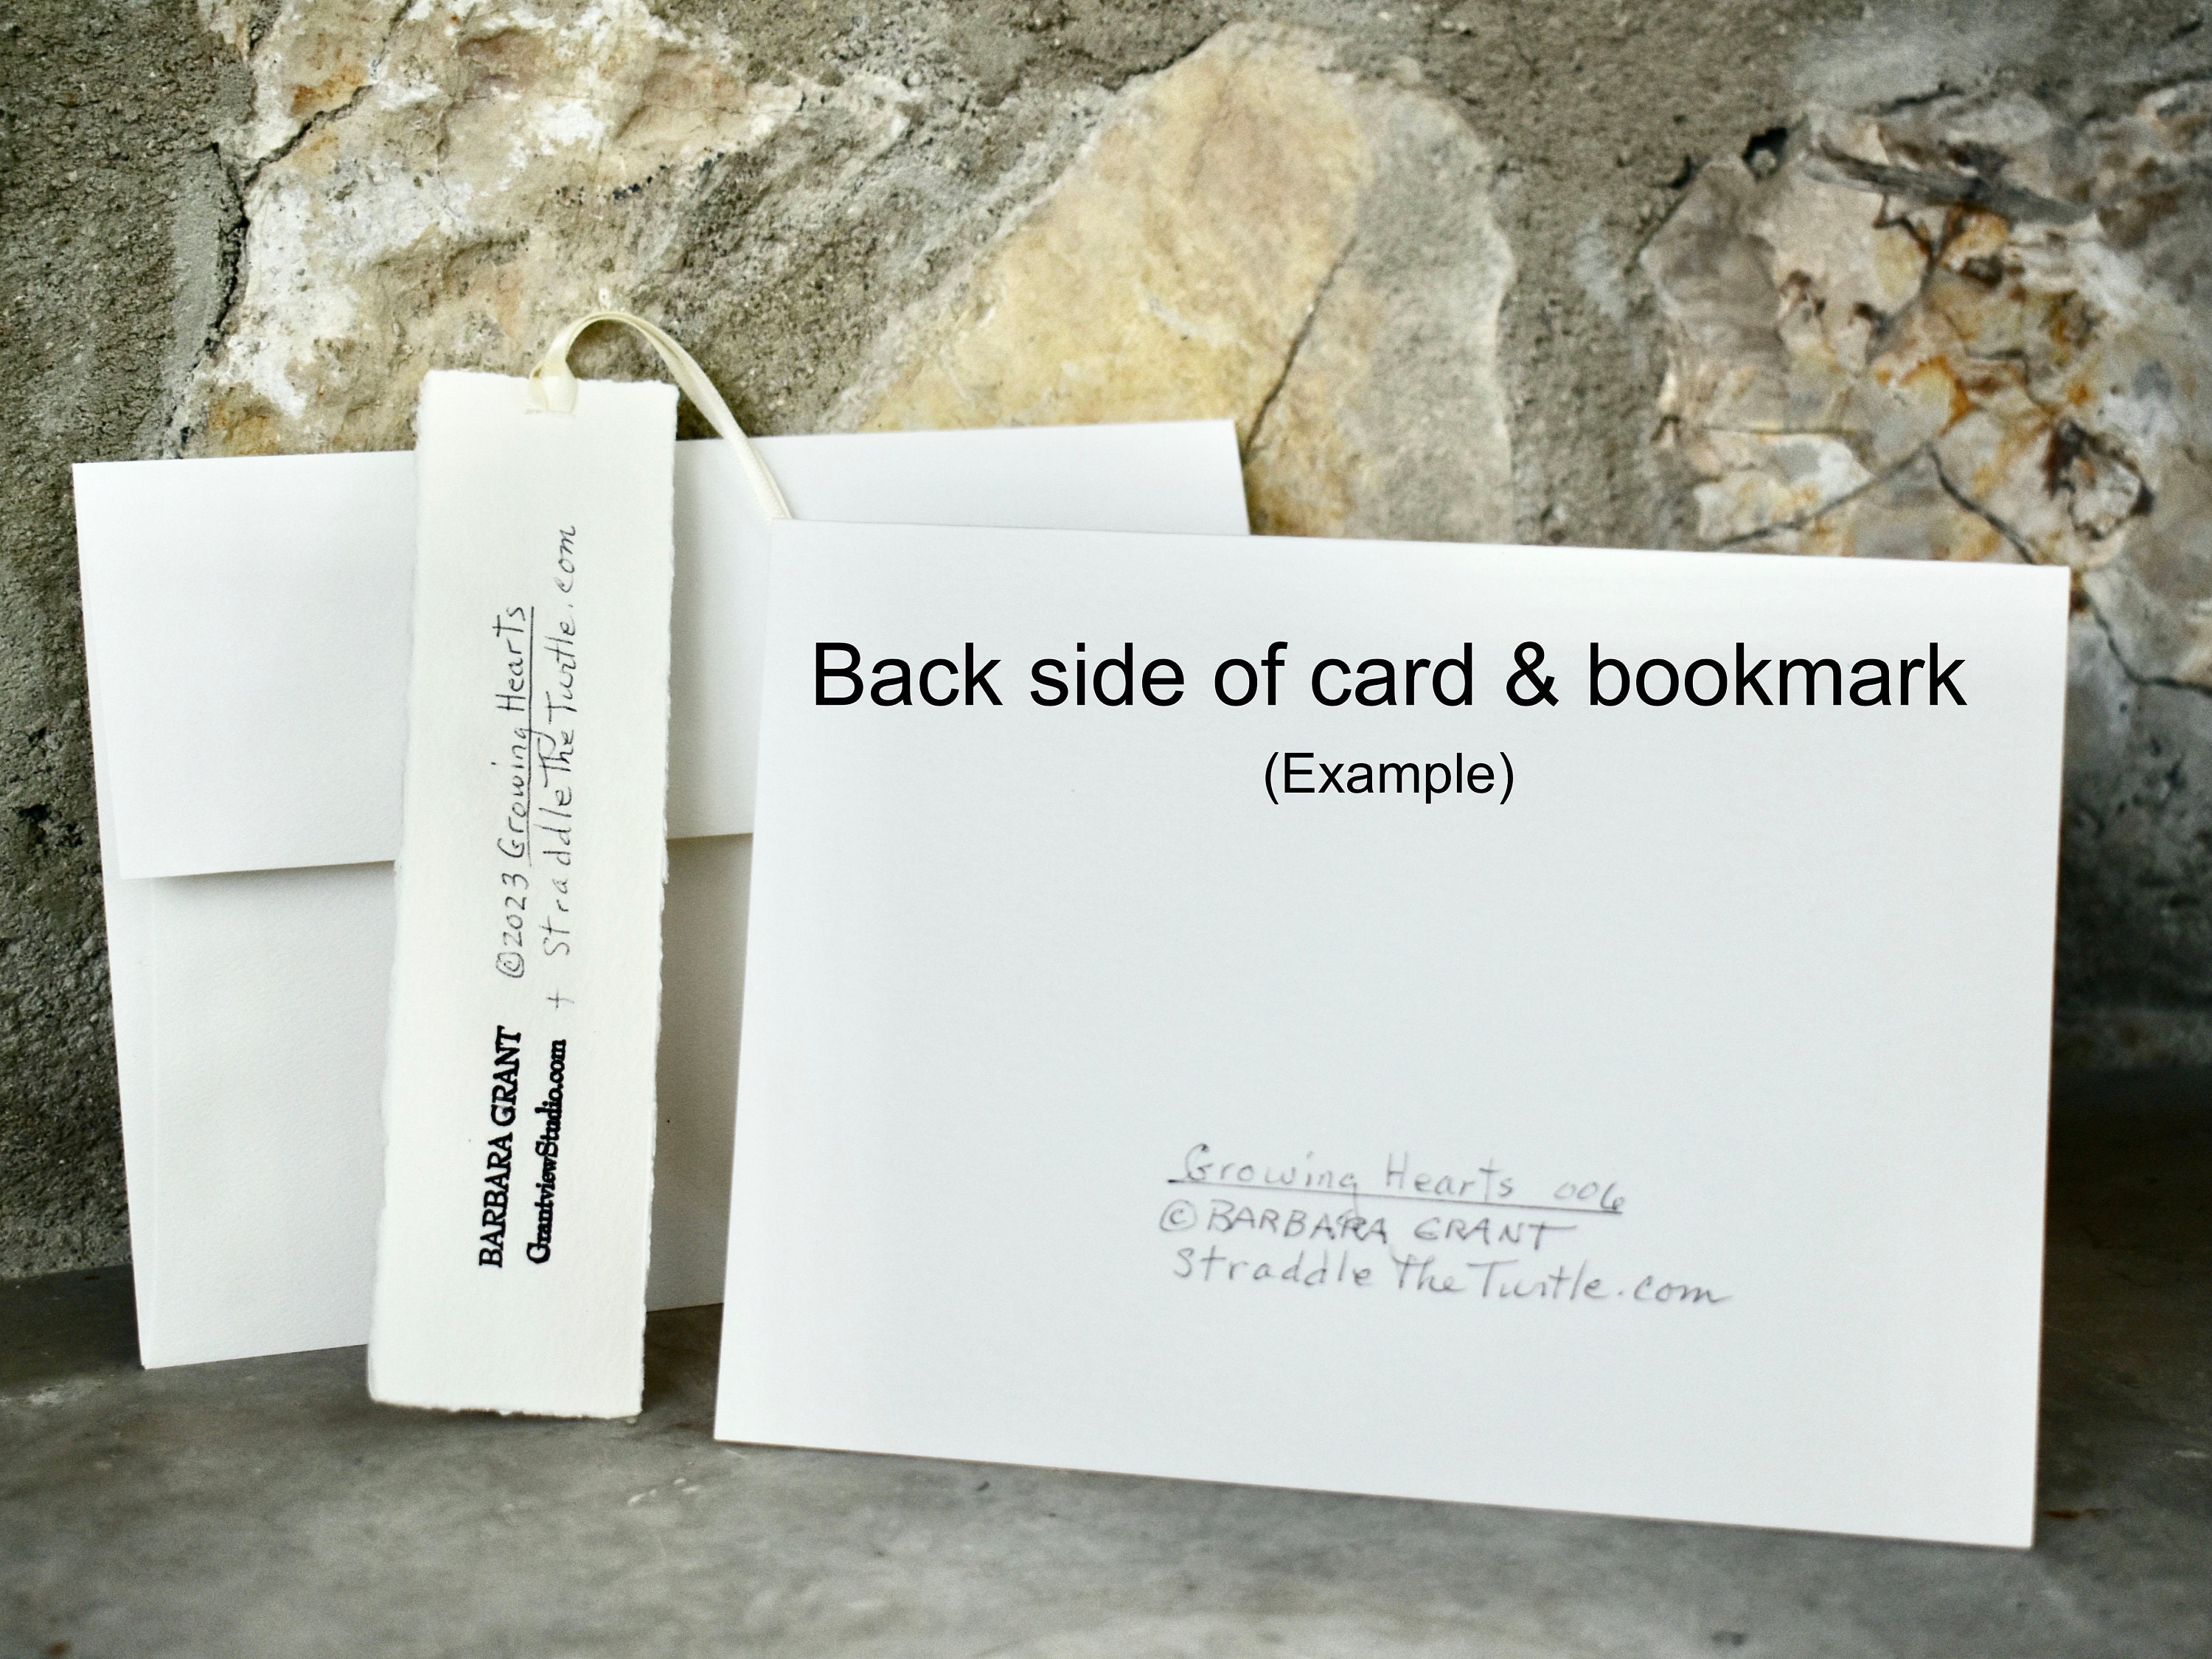 BARBARA GRANT ©2023 Growing Hearts
GrantviewStudio.com + StraddleTheTurtle.com
Back side of card & bookmark
(Example)
Growing Hearts 006
© BARBARA GRANT
StraddleTheTurtle.com